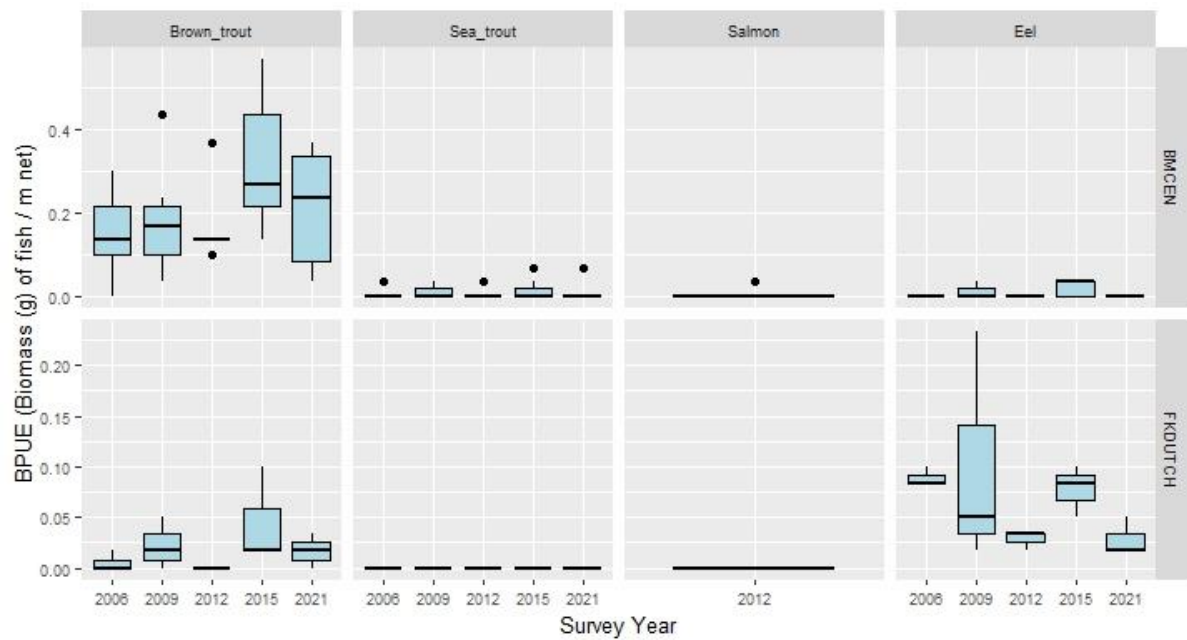 Brown_trout Sea_trout Salmon Eel
BPUE (Biomass (g) of fish / m net)
0.4
0.2
0.0
BMCEN
0.20
0.15
0.10
0.05
0.00
FKDUTCH
2006 2009 2012 2015 2021 2006 2009 2012 2015 2021 2012 2006 2009 2012 2015 2021
Survey Year